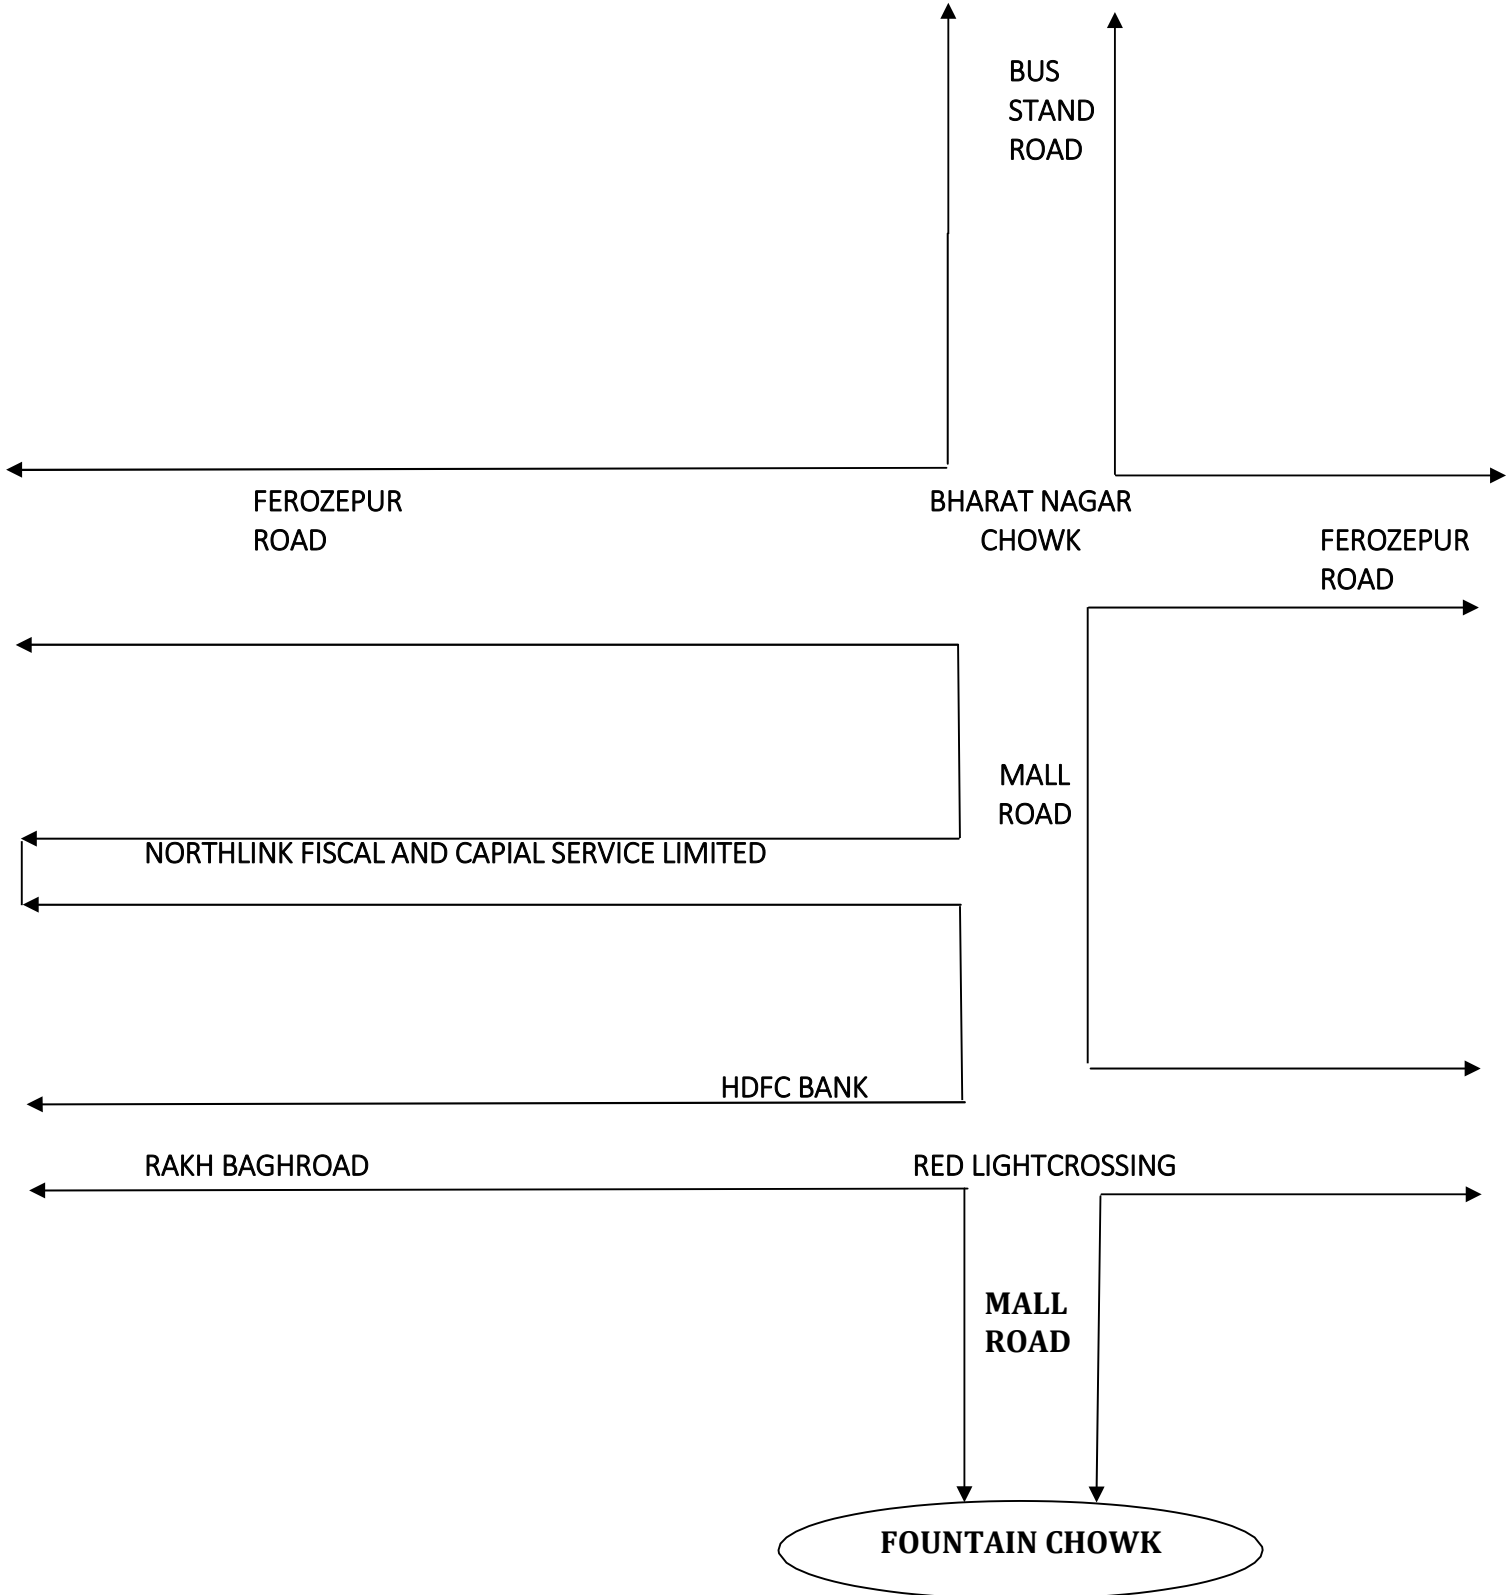 BUS
STAND
ROAD
FEROZEPUR
ROAD
BHARAT NAGAR
CHOWK
FEROZEPUR
ROAD
MALL
ROAD
NORTHLINK FISCAL AND CAPIAL SERVICE LIMITED
HDFC BANK
RAKH BAGHROAD
RED LIGHTCROSSING
MALL
ROAD
FOUNTAIN CHOWK